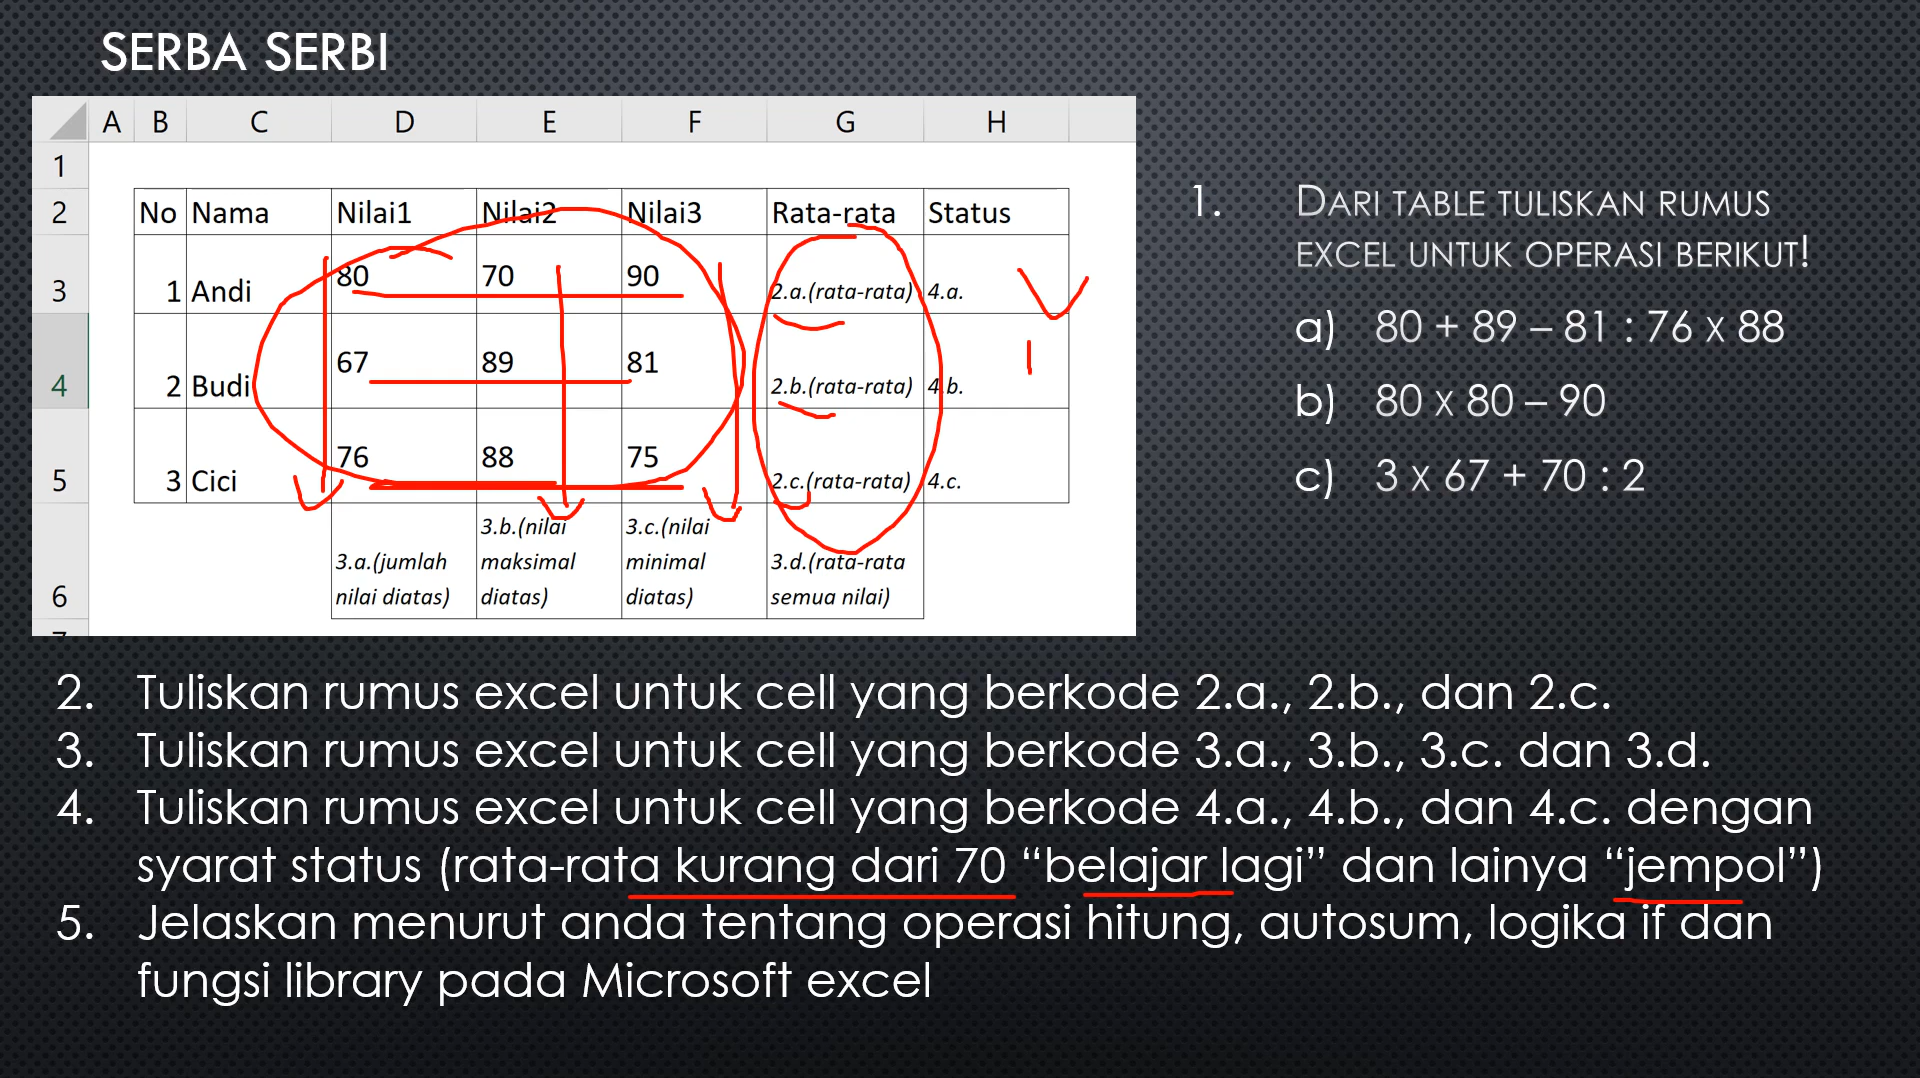 SERBA SERBI
A B C D E F G H
1
2 No Nama Nilai1 Nilai2 Nilai3 Rata-rata Status
3 1 Andi 80 70 90 2.a.(rata-rata) 4.a.
4 2 Budi 67 89 81 2.b.(rata-rata) 4.b.
5 3 Cici 76 88 75 2.c.(rata-rata) 4.c.
6 3.a.(jumlah nilai diatas) 3.b.(nilai maksimal diatas) 3.c.(nilai minimal diatas) 3.d.(rata-rata semua nilai)
1. DARI TABLE TULISKAN RUMUS
EXCEL UNTUK OPERASI BERIKUT!
a) 80 + 89 – 81 : 76 x 88
b) 80 x 80 – 90
c) 3 x 67 + 70 : 2
2. Tuliskan rumus excel untuk cell yang berkode 2.a., 2.b., dan 2.c.
3. Tuliskan rumus excel untuk cell yang berkode 3.a., 3.b., 3.c. dan 3.d.
4. Tuliskan rumus excel untuk cell yang berkode 4.a., 4.b., dan 4.c. dengan
syarat status (rata-rata kurang dari 70 “belajar lagi” dan lainya “jempol”)
5. Jelaskan menurut anda tentang operasi hitung, autosum, logika if dan
fungsi library pada Microsoft excel